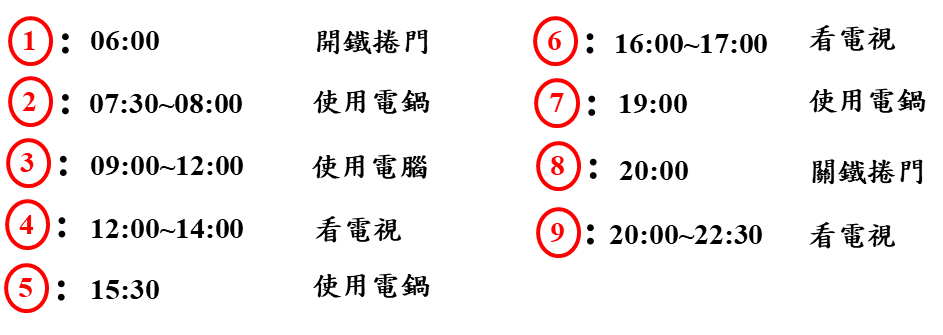 1：06:00 開鐵捲門
2：07:30~08:00 使用電鍋
3：09:00~12:00 使用電腦
4：12:00~14:00 看電視
5：15:30 使用電鍋
6：16:00~17:00 看電視
7：19:00 使用電鍋
8：20:00 關鐵捲門
9：20:00~22:30 看電視